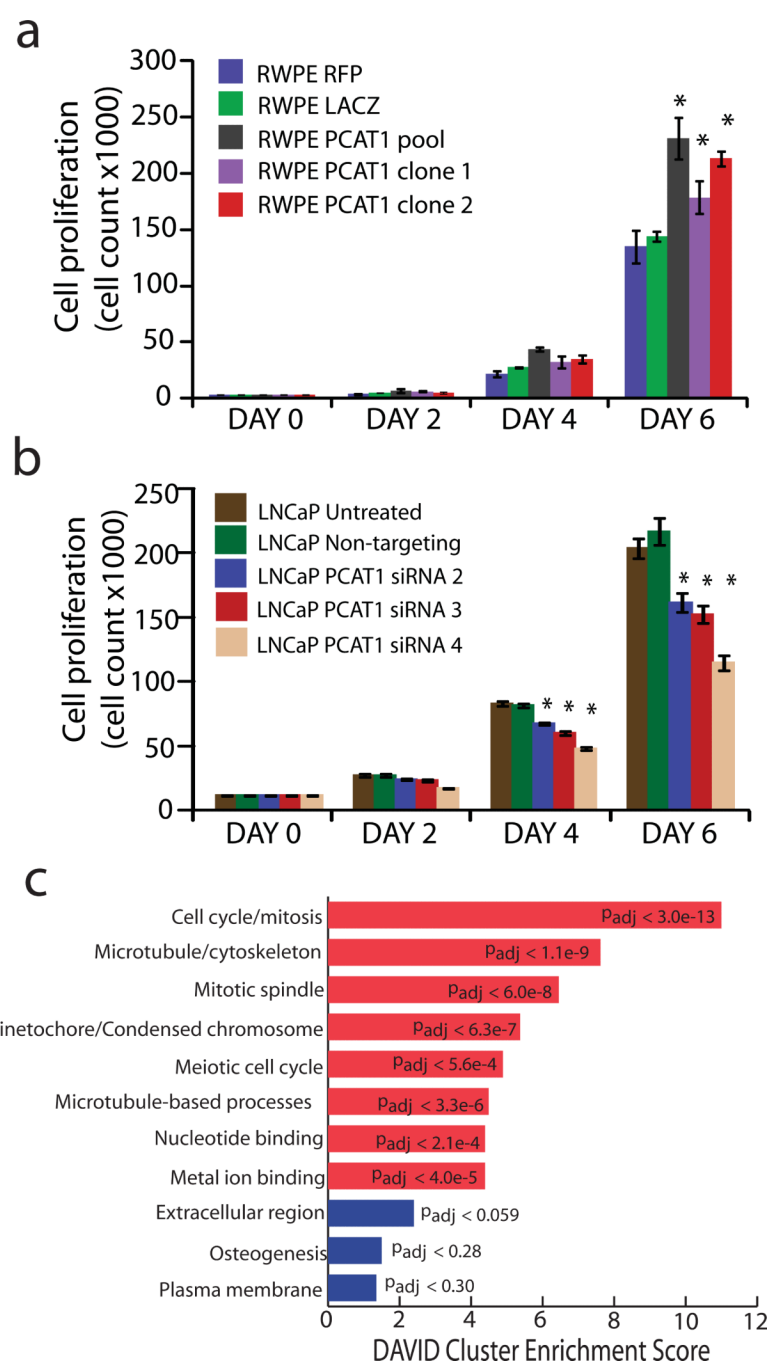 a
300
250
200
150
100
50
0
Cell proliferation
(cell count x1000)
RWPE RFP
RWPE LACZ
RWPE PCAT1 pool
RWPE PCAT1 clone 1
RWPE PCAT1 clone 2
* * *
DAY 0 DAY 2 DAY 4 DAY 6
b
250
200
150
100
50
0
Cell proliferation
(cell count x1000)
LNCaP Untreated
LNCaP Non-targeting
LNCaP PCAT1 siRNA 2
LNCaP PCAT1 siRNA 3
LNCaP PCAT1 siRNA 4
* * * * * *
DAY 0 DAY 2 DAY 4 DAY 6
c
Cell cycle/mitosis padj < 3.0e-13
Microtubule/cytoskeleton padj < 1.1e-9
Mitotic spindle padj < 6.0e-8
inetochore/Condensed chromosome padj < 6.3e-7
Meiotic cell cycle padj < 5.6e-4
Microtubule-based processes padj < 3.3e-6
Nucleotide binding padj < 2.1e-4
Metal ion binding padj < 4.0e-5
Extracellular region padj < 0.059
Osteogenesis padj < 0.28
Plasma membrane padj < 0.30
0 2 4 6 8 10 12
DAVID Cluster Enrichment Score